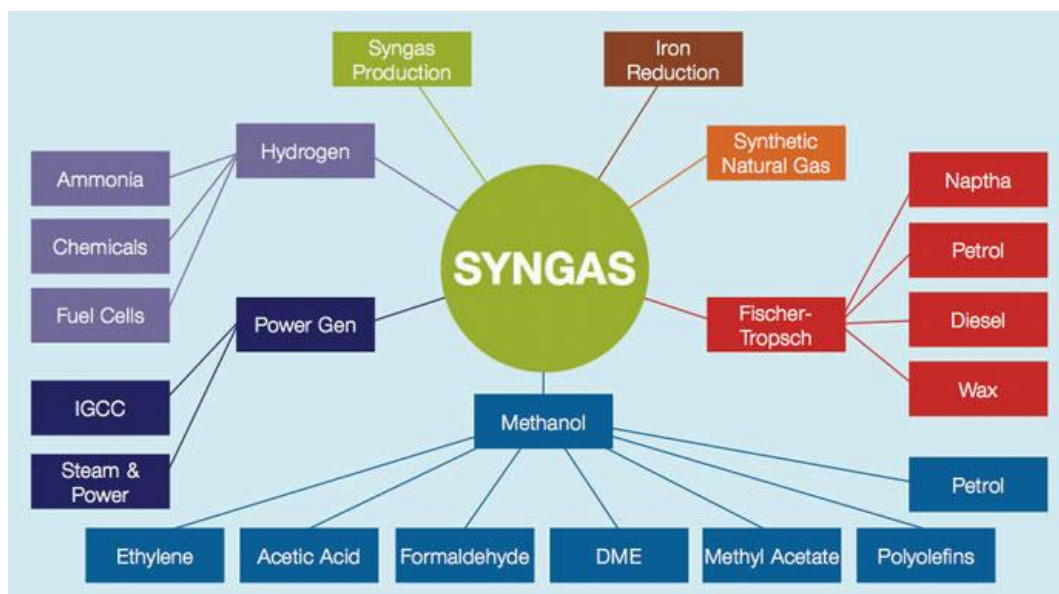 Syngas
Production
Iron
Reduction
Hydrogen
Synthetic
Natural Gas
Ammonia
Naptha
Chemicals
Petrol
SYNGAS
Fuel Cells
Power Gen
Fischer-
Tropsch
Diesel
IGCC
Wax
Methanol
Steam &
Power
Petrol
Ethylene
Acetic Acid
Formaldehyde
DME
Methyl Acetate
Polyolefins